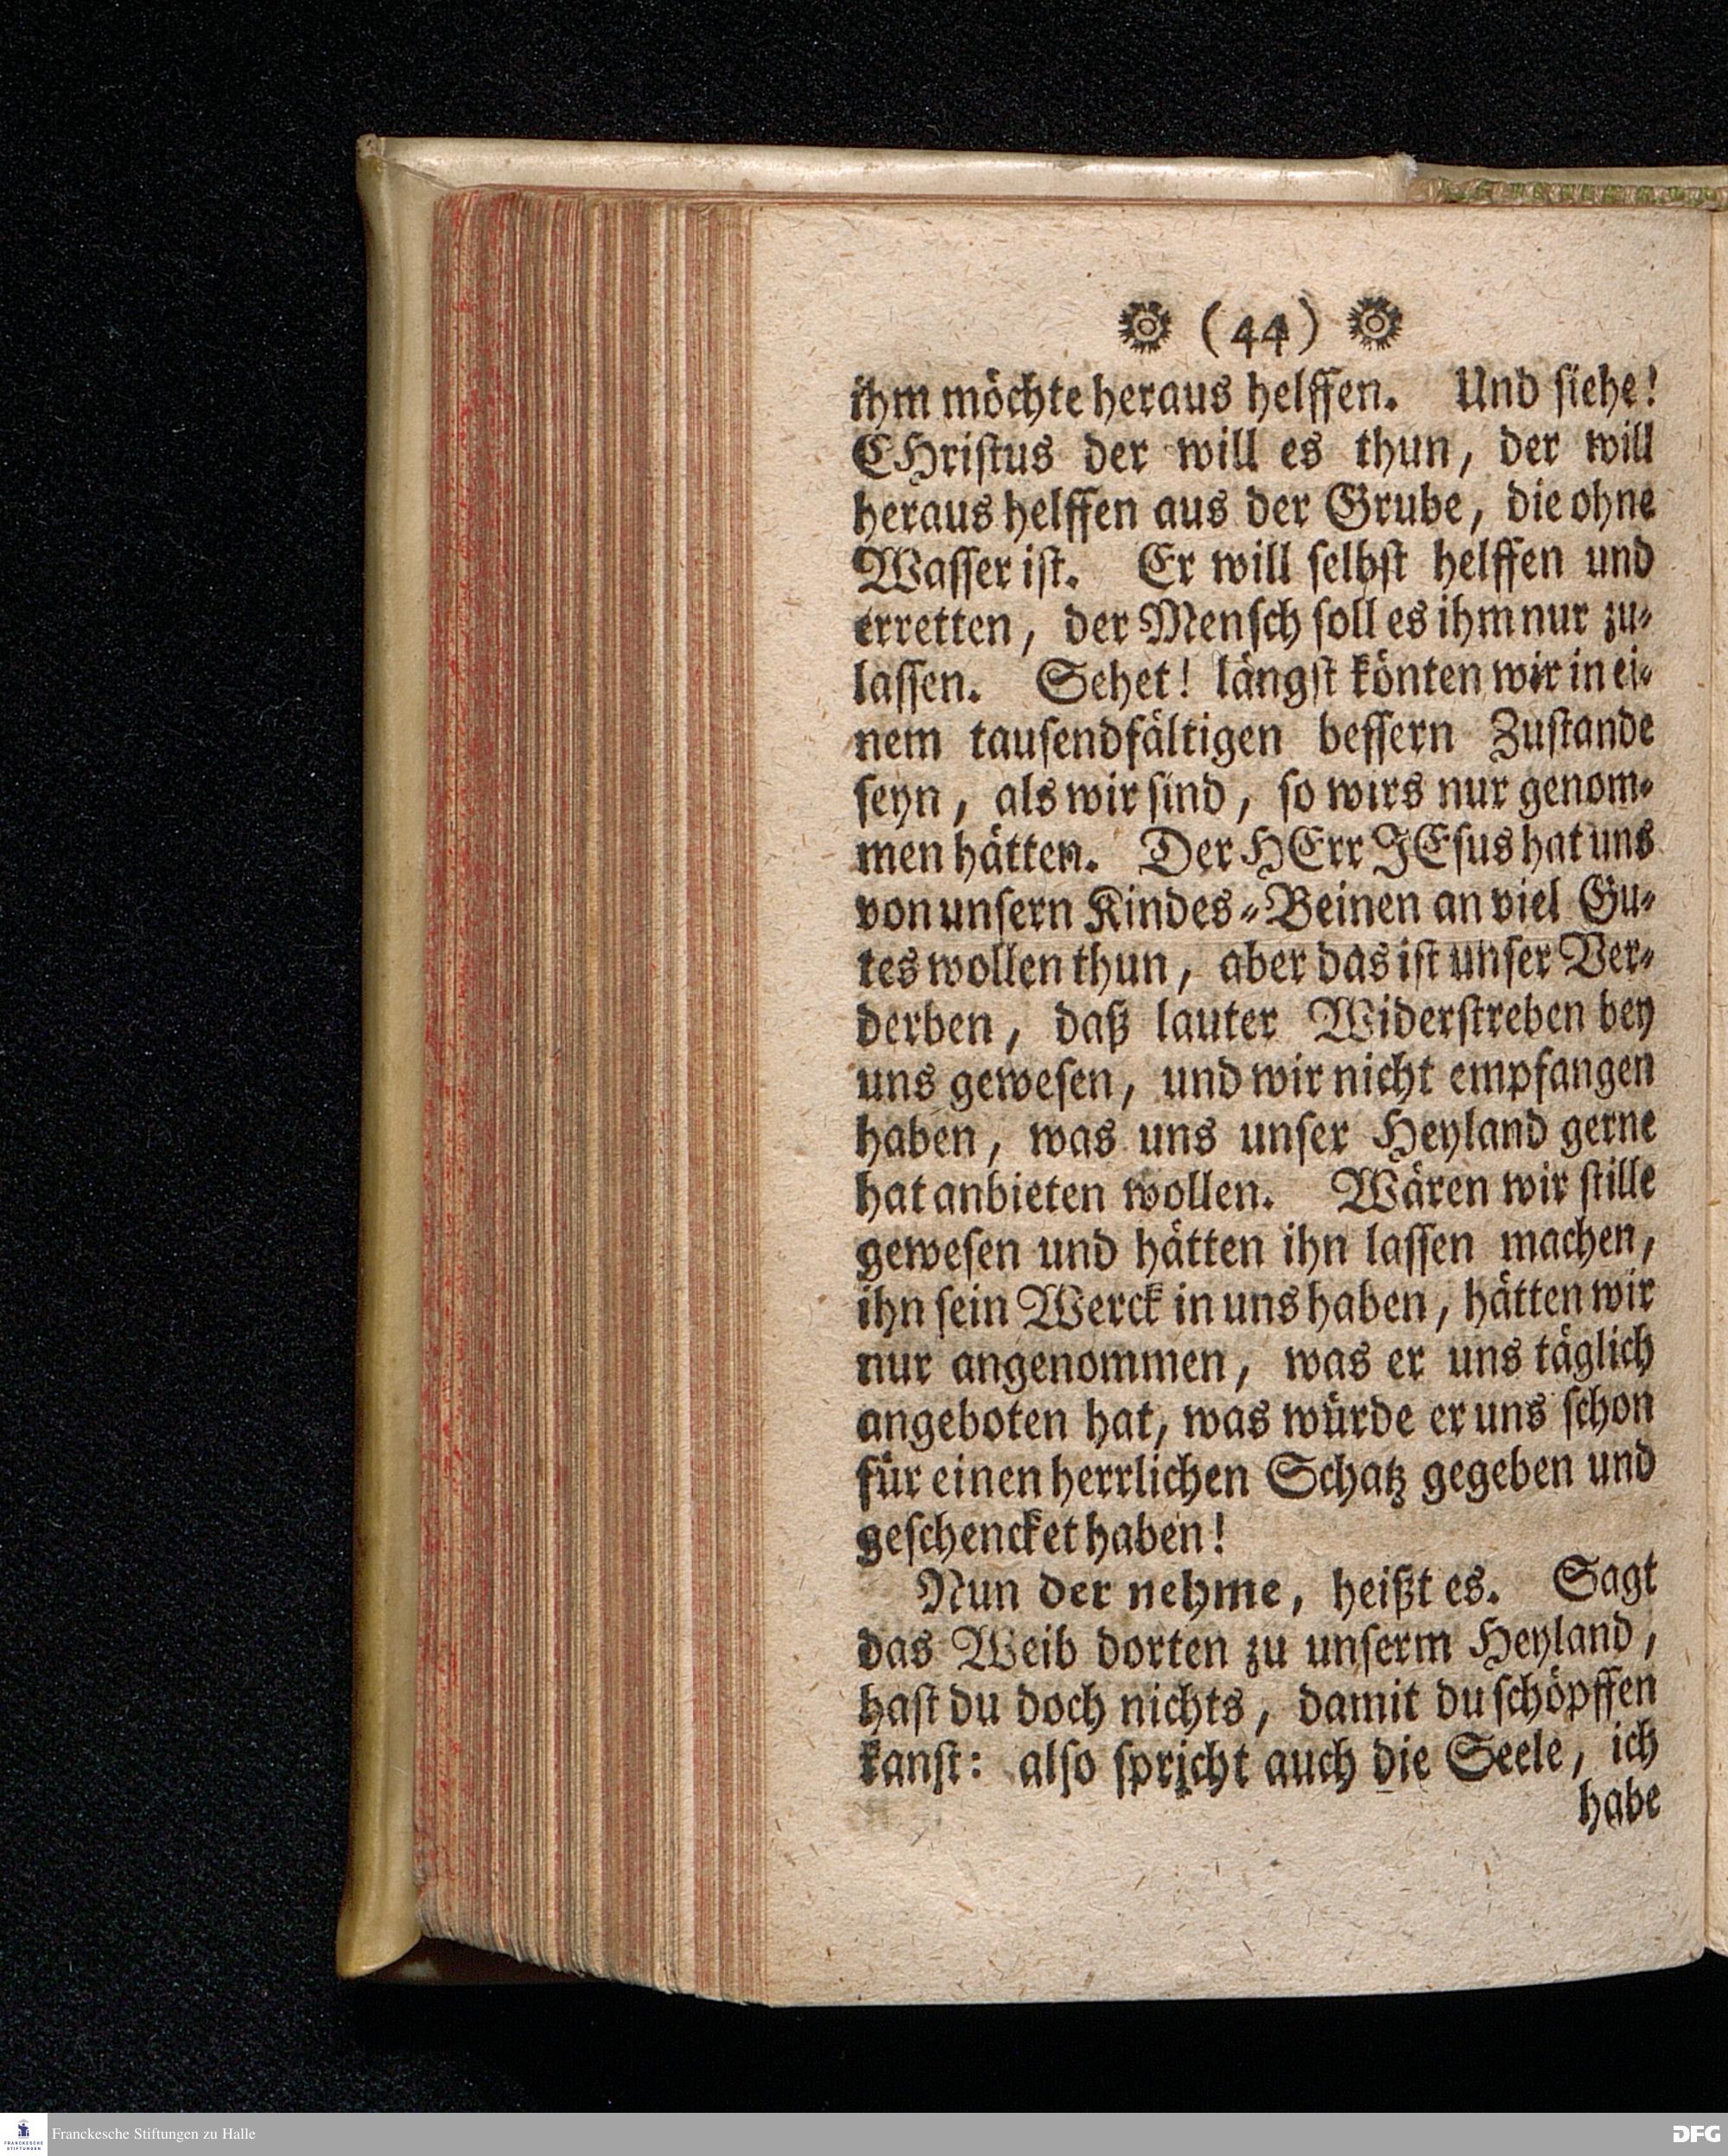 (44)
ihm möchte heraus helffen. Und siehe!
CHristus der will es thun, der will
heraus helffen aus der Grube, die ohne
Wasser ist. Er will selbst helffen und
erretten, der Mensch soll es ihm nur zu-
lassen. Sehet! längst könten wir in ei-
nem tausendfältigen bessern Zustande
seyn, als wir sind, so wirs nur genom-
men hätten. Der HErr JEsus hat uns
von unsern Kindes-Beinen an viel Gu-
tes wollen thun, aber das ist unser Ver-
derben, daß lauter Widerstreben bey
uns gewesen, und wir nicht empfangen
haben, was uns unser Heyland gerne
hat anbieten wollen. Wären wir stille
gewesen und hätten ihn lassen machen,
ihn sein Werck in uns haben, hätten wir
nur angenommen, was er uns täglich
angeboten hat, was würde er uns schon
für einen herrlichen Schatz gegeben und
geschencket haben!
Nun der nehme, heißt es. Sagt
das Weib dorten zu unserm Heyland,
hast du doch nichts, damit du schöpffen
kanst: also spricht auch die Seele, ich
habe
FRANCKESCHE
STIFTUNGEN
Franckesche Stiftungen zu Halle
DFG